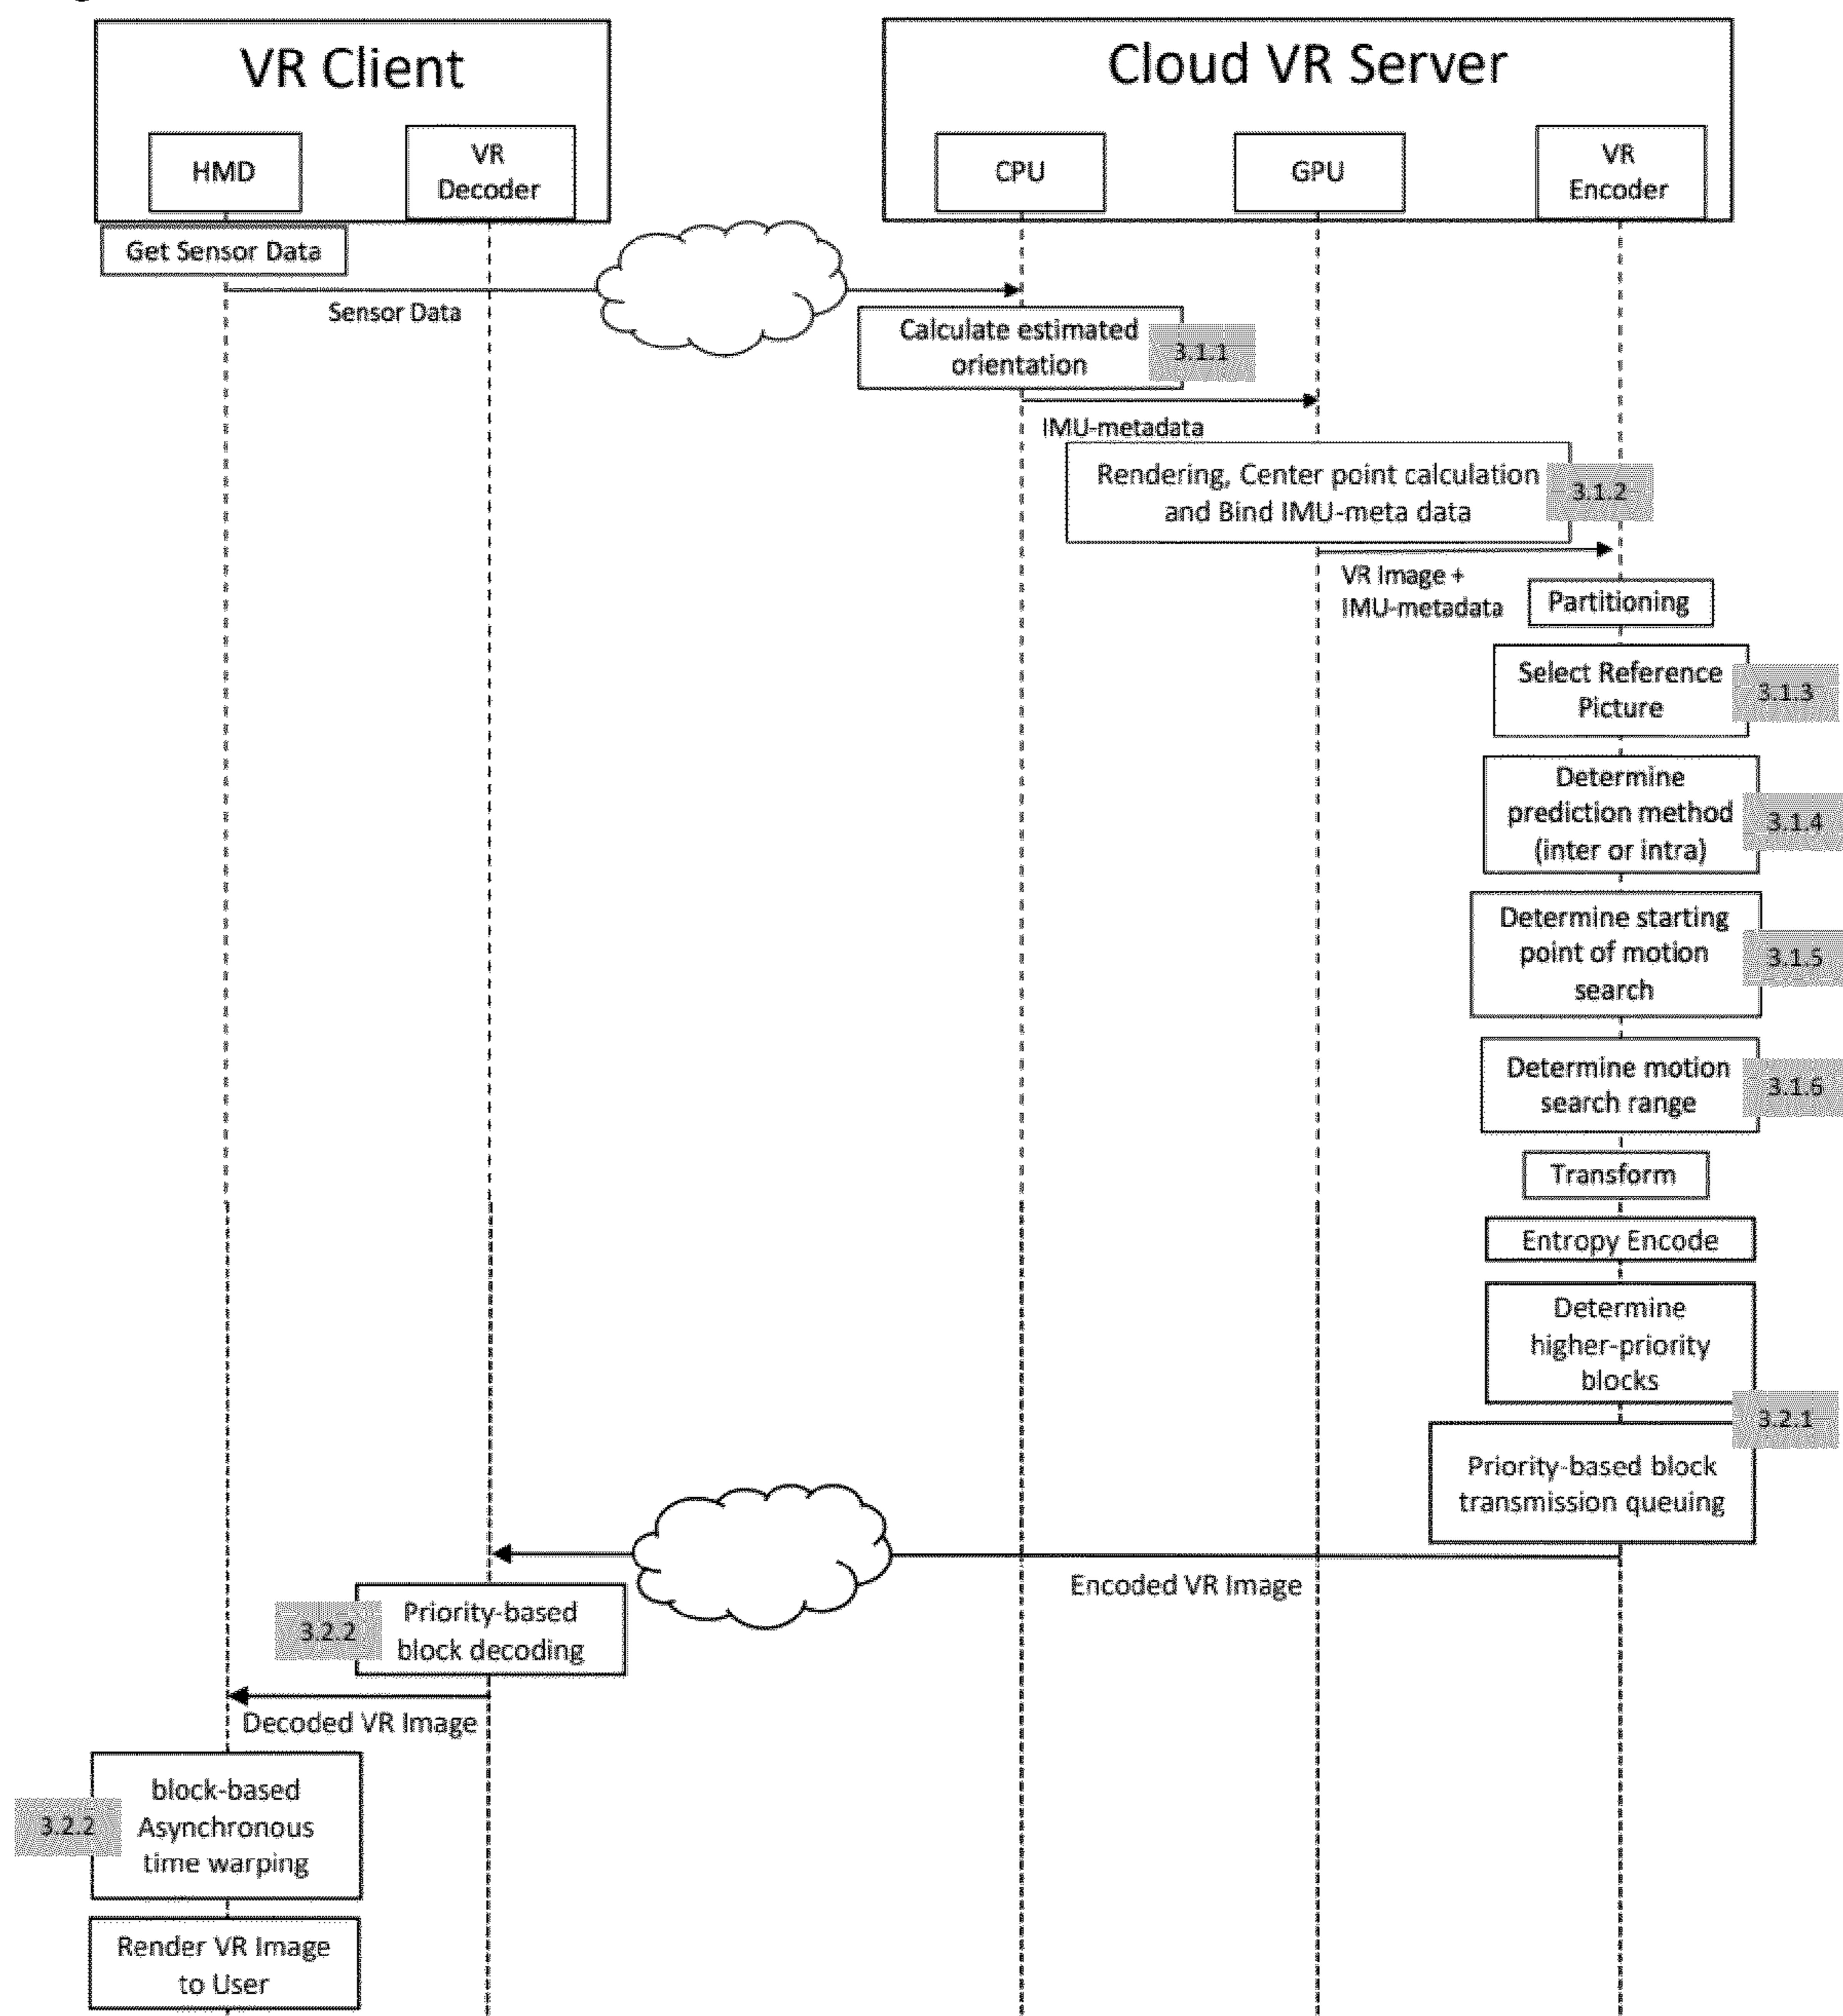 VR Client
Cloud VR Server
HMD
VR
Decoder
CPU
GPU
VR
Encoder
Get Sensor Data
Sensor Data
Calculate estimated
orientation
3.1.1
IMU-metadata
Rendering, Center point calculation
and Bind IMU-meta data
3.1.2
VR Image +
IMU-metadata
Partitioning
Select Reference
Picture
3.1.3
Determine
prediction method
(inter or intra)
3.1.4
Determine starting
point of motion
search
3.1.5
Determine motion
search range
3.1.6
Transform
Entropy Encode
Determine
higher-priority
blocks
3.2.1
Priority-based block
transmission queuing
Encoded VR Image
Priority-based
block decoding
3.2.2
Decoded VR Image
block-based
Asynchronous
time warping
3.2.2
Render VR Image
to User